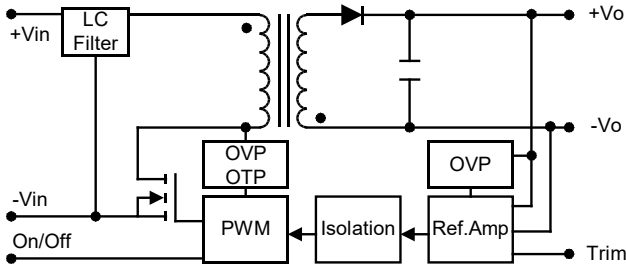 +Vin
LC
Filter
+Vo
-Vo
OVP
OTP
OVP
-Vin
On/Off
PWM
Isolation
Ref.Amp
Trim